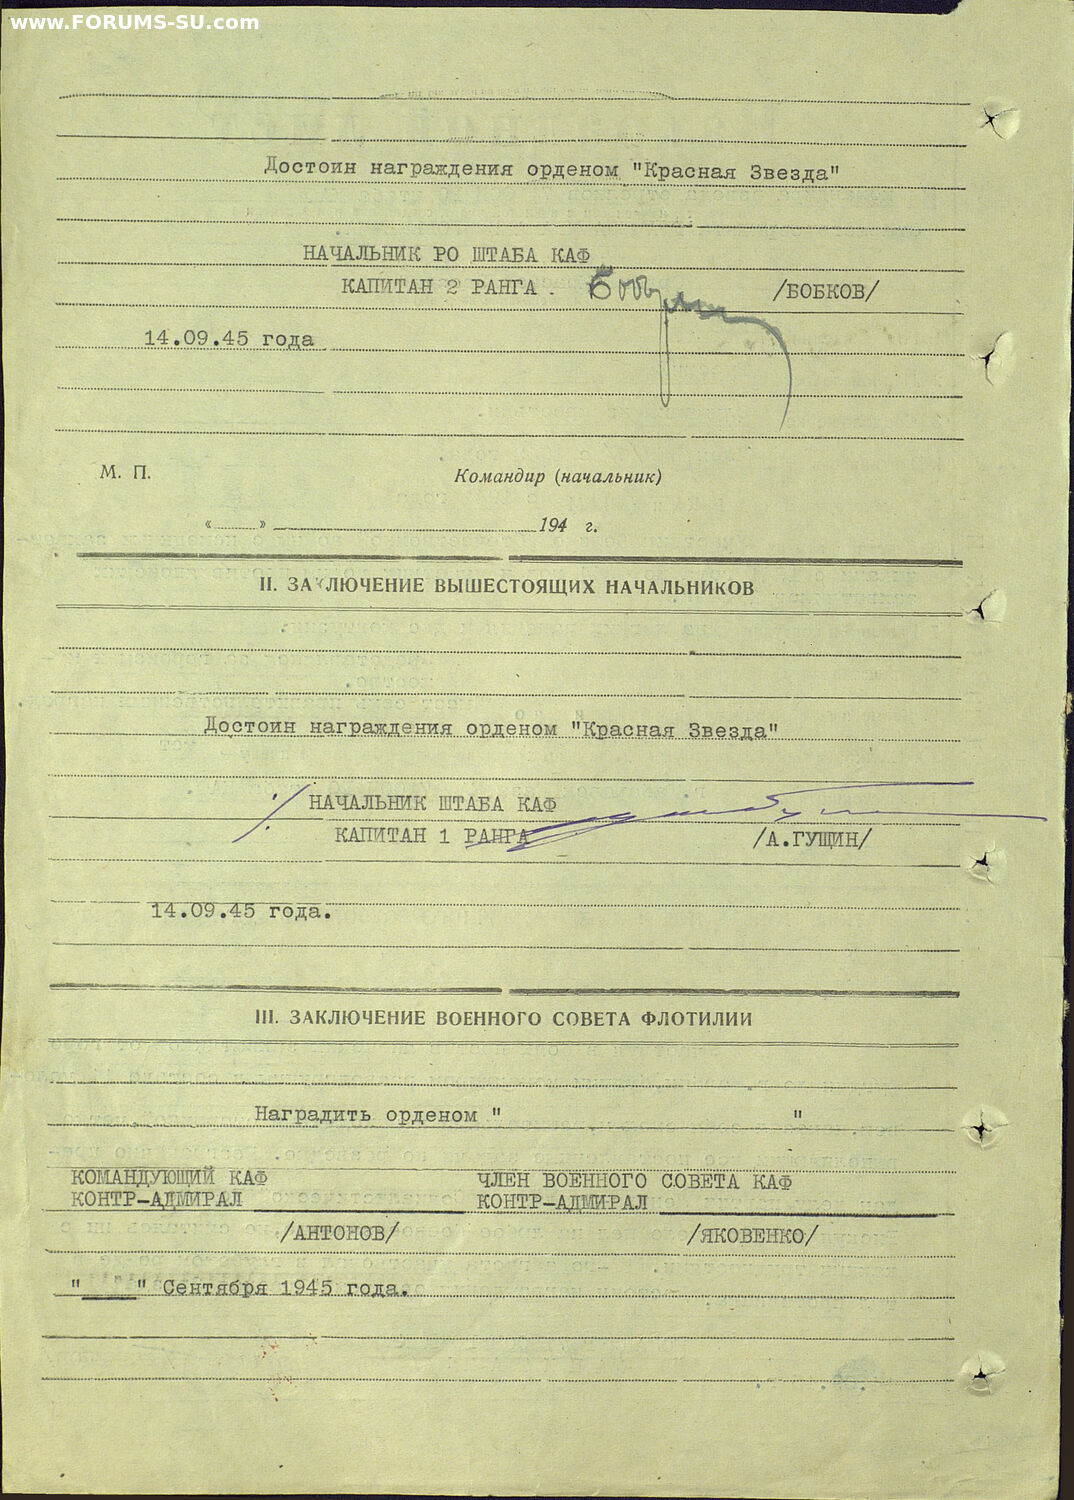 www.FORUMS-SU.com
Достоин награждения орденом "Красная Звезда"
НАЧАЛЬНИК РО ШТАБА КАФ
КАПИТАН 2 РАНГА. /БОБКОВ/
14.09.45 года
М. П. Командир (начальник)
« » 194 г.
II. ЗАКЛЮЧЕНИЕ ВЫШЕСТОЯЩИХ НАЧАЛЬНИКОВ
Достоин награждения орденом "Красная Звезда"
НАЧАЛЬНИК ШТАБА КАФ
КАПИТАН 1 РАНГА /А.ГУЩИН/
14.09.45 года.
III. ЗАКЛЮЧЕНИЕ ВОЕННОГО СОВЕТА ФЛОТИЛИИ
Наградить орденом " "
КОМАНДУЮЩИЙ КАФ ЧЛЕН ВОЕННОГО СОВЕТА КАФ
КОНТР-АДМИРАЛ КОНТР-АДМИРАЛ
/АНТОНОВ/ /ЯКОВЕНКО/
" " Сентября 1945 года.